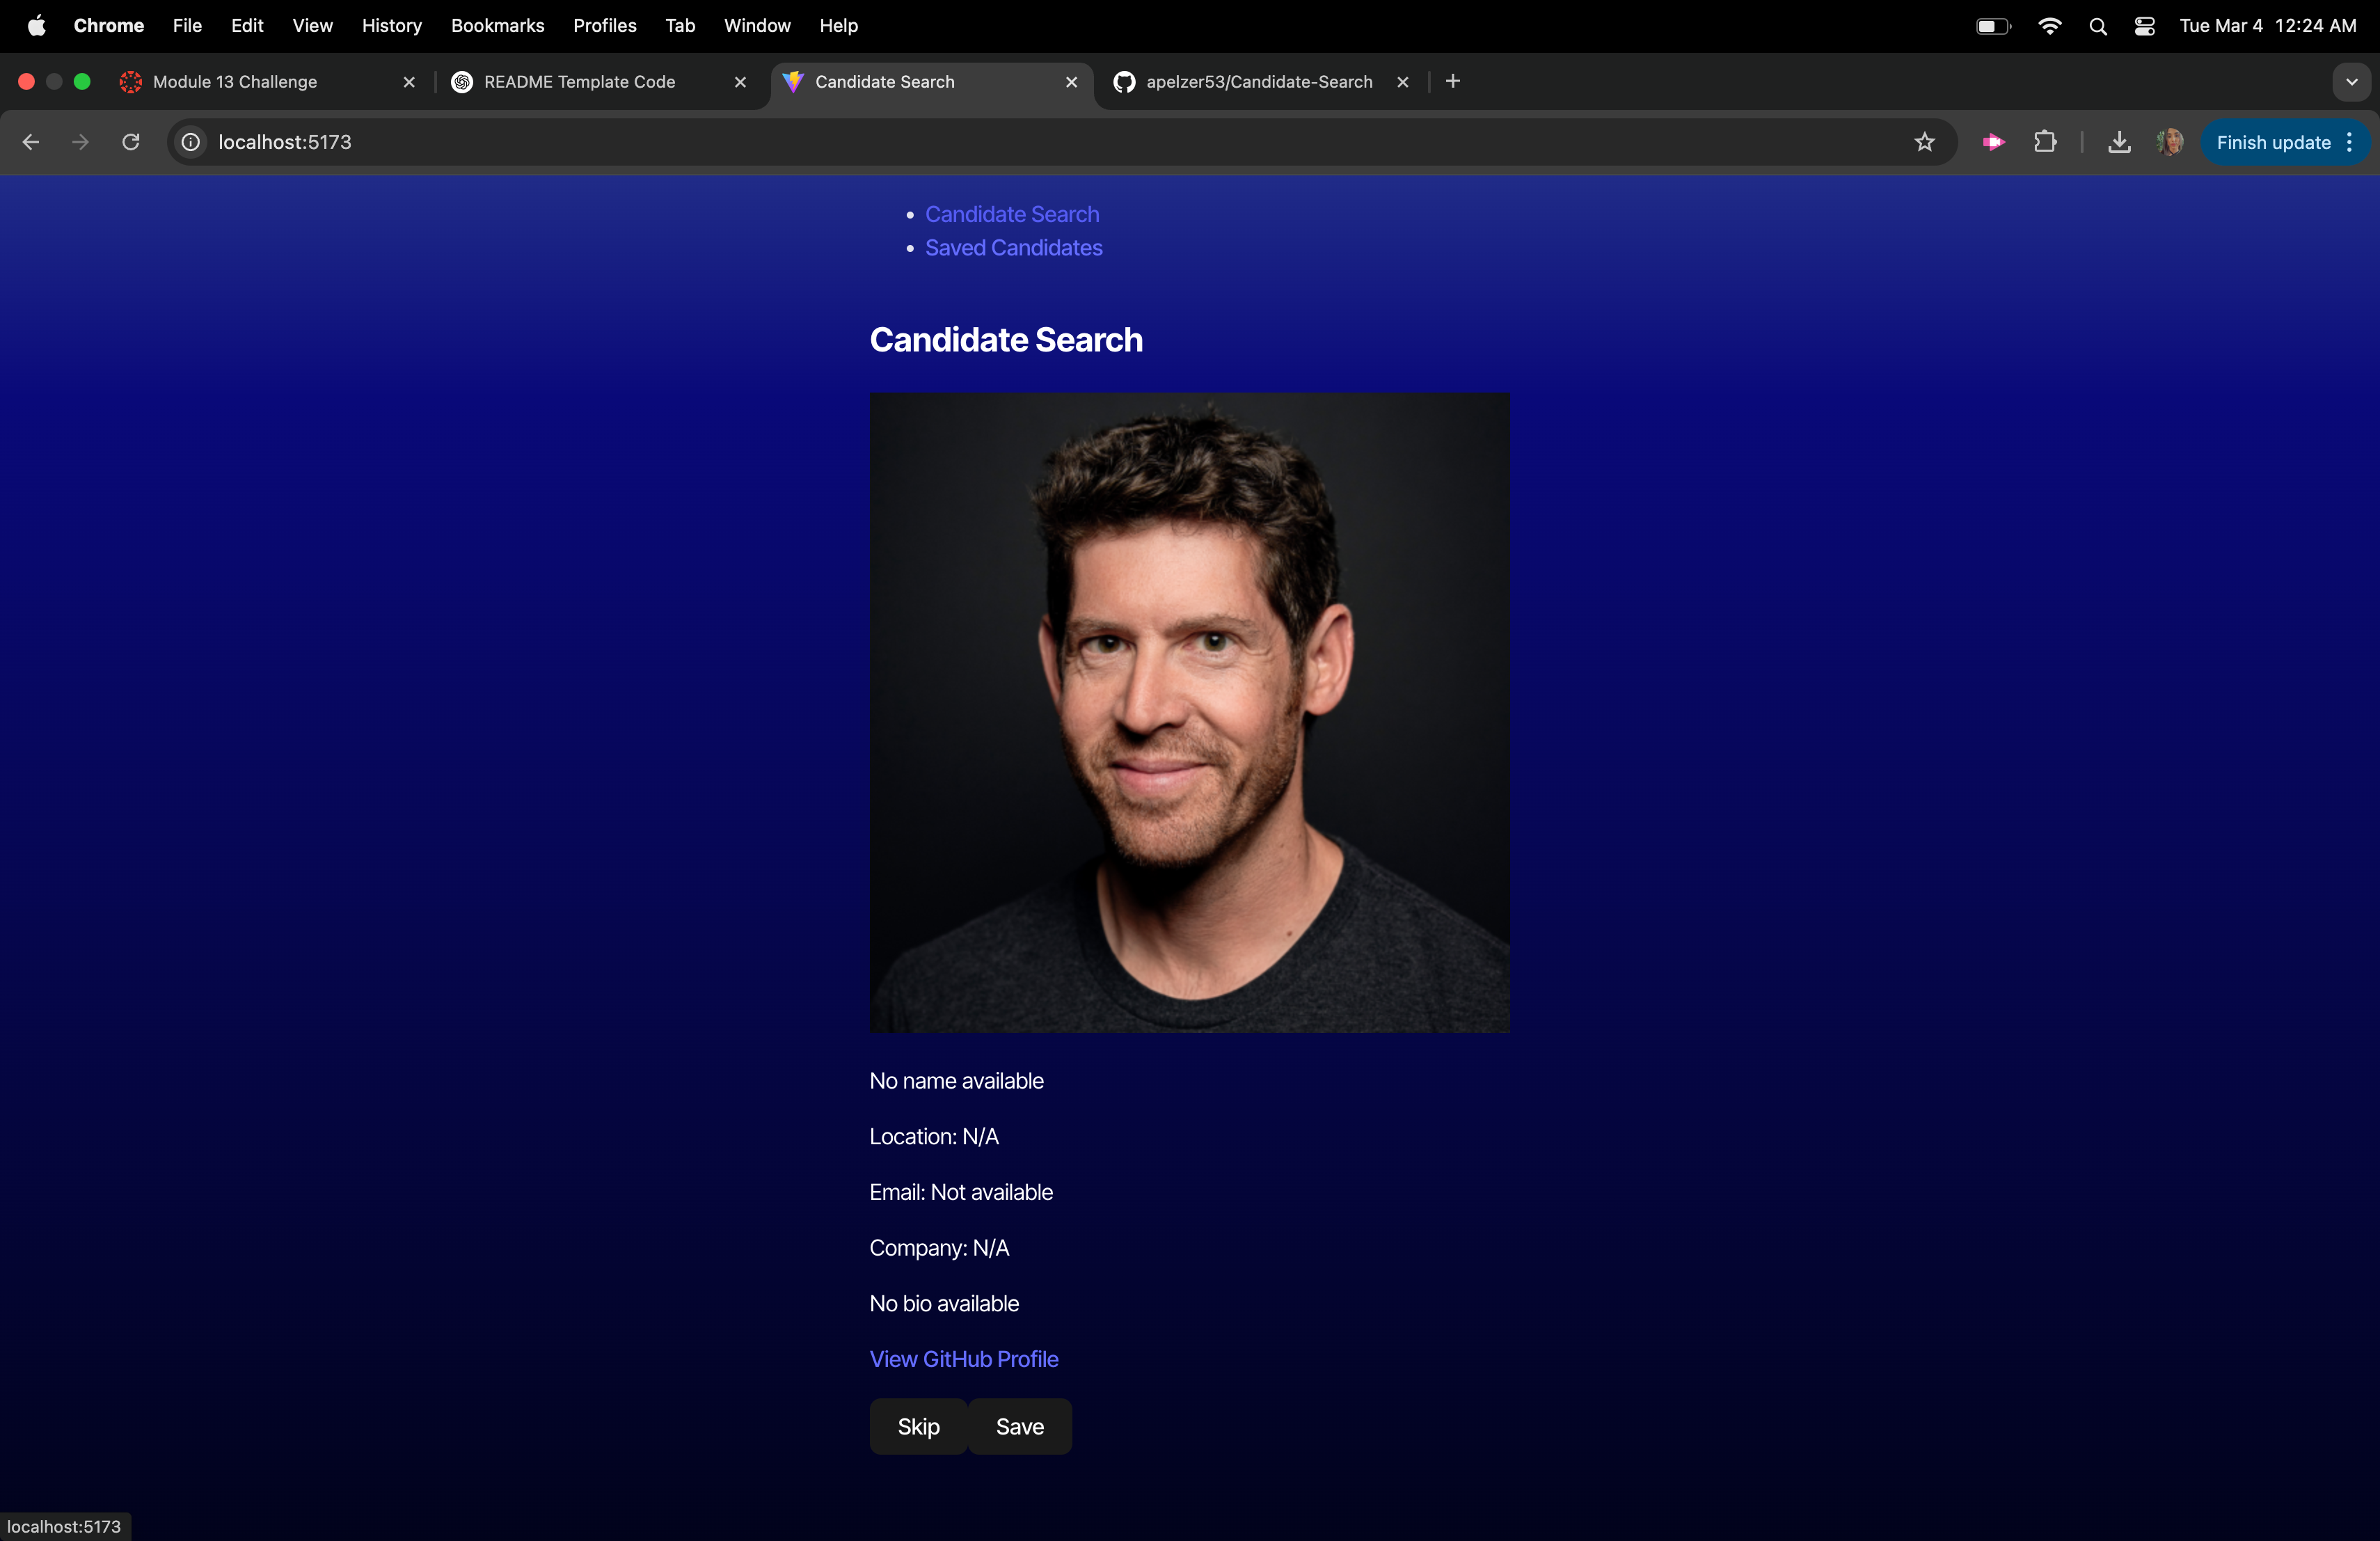 Chrome File Edit View History Bookmarks Profiles Tab Window Help Tue Mar 4 12:24 AM
Module 13 Challenge README Template Code Candidate Search apelzer53/Candidate-Search
localhost:5173 Finish update
Candidate Search
Saved Candidates
Candidate Search
No name available
Location: N/A
Email: Not available
Company: N/A
No bio available
View GitHub Profile
Skip Save
localhost:5173